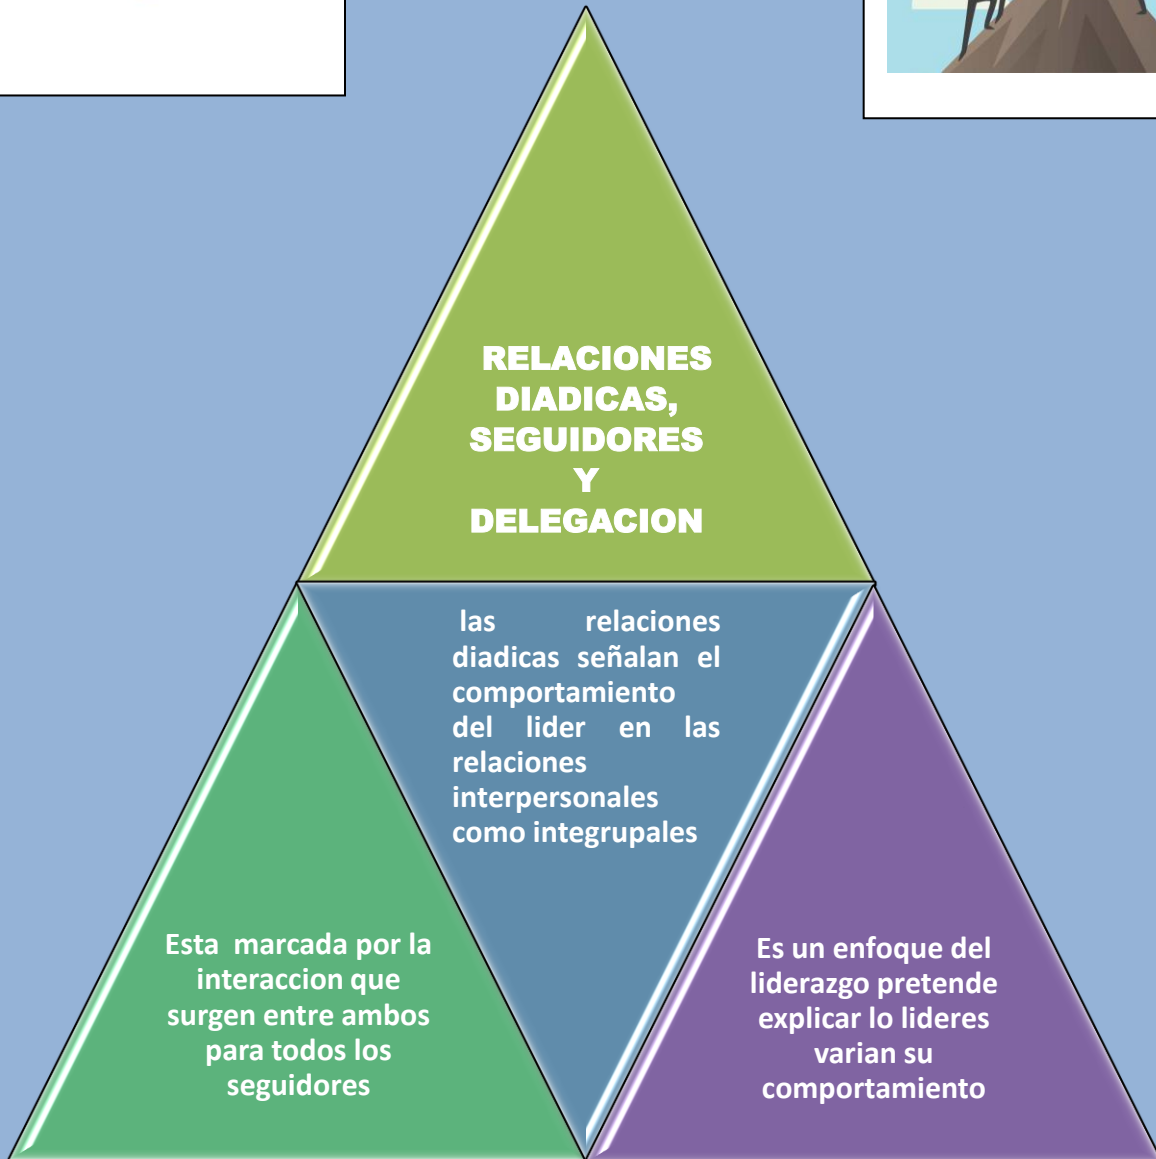 RELACIONES
DIADICAS,
SEGUIDORES
Y
DELEGACION
las relaciones
diadicas señalan el
comportamiento
del lider en las
relaciones
interpersonales
como integrupales
Esta marcada por la
interaccion que
surgen entre ambos
para todos los
seguidores
Es un enfoque del
liderazgo pretende
explicar lo lideres
varian su
comportamiento